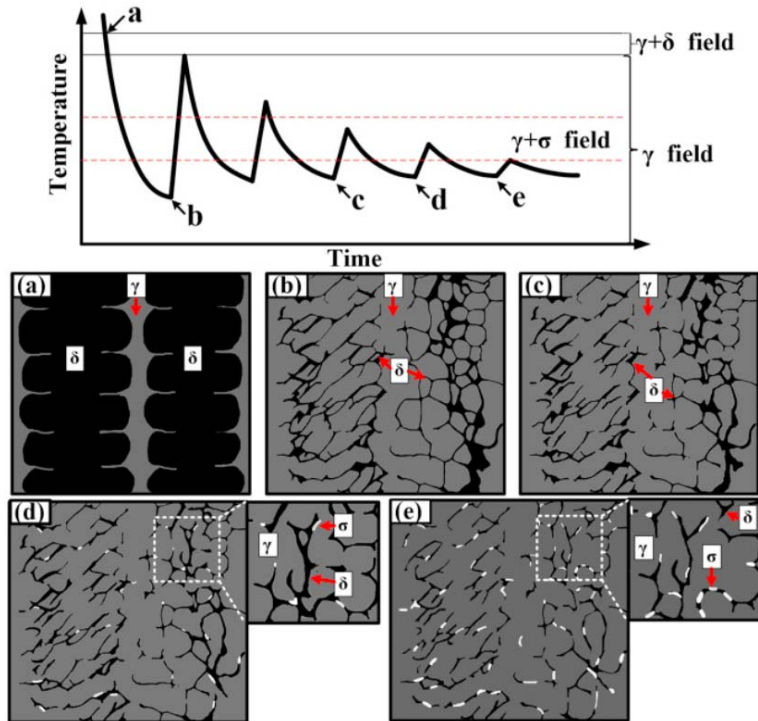 Temperature
a
γ+δ field
γ+σ field
γ field
b
c
d
e
Time
(a)
γ
δ
δ
(b)
γ
δ
(c)
γ
δ
(d)
γ
σ
δ
(e)
γ
δ
σ